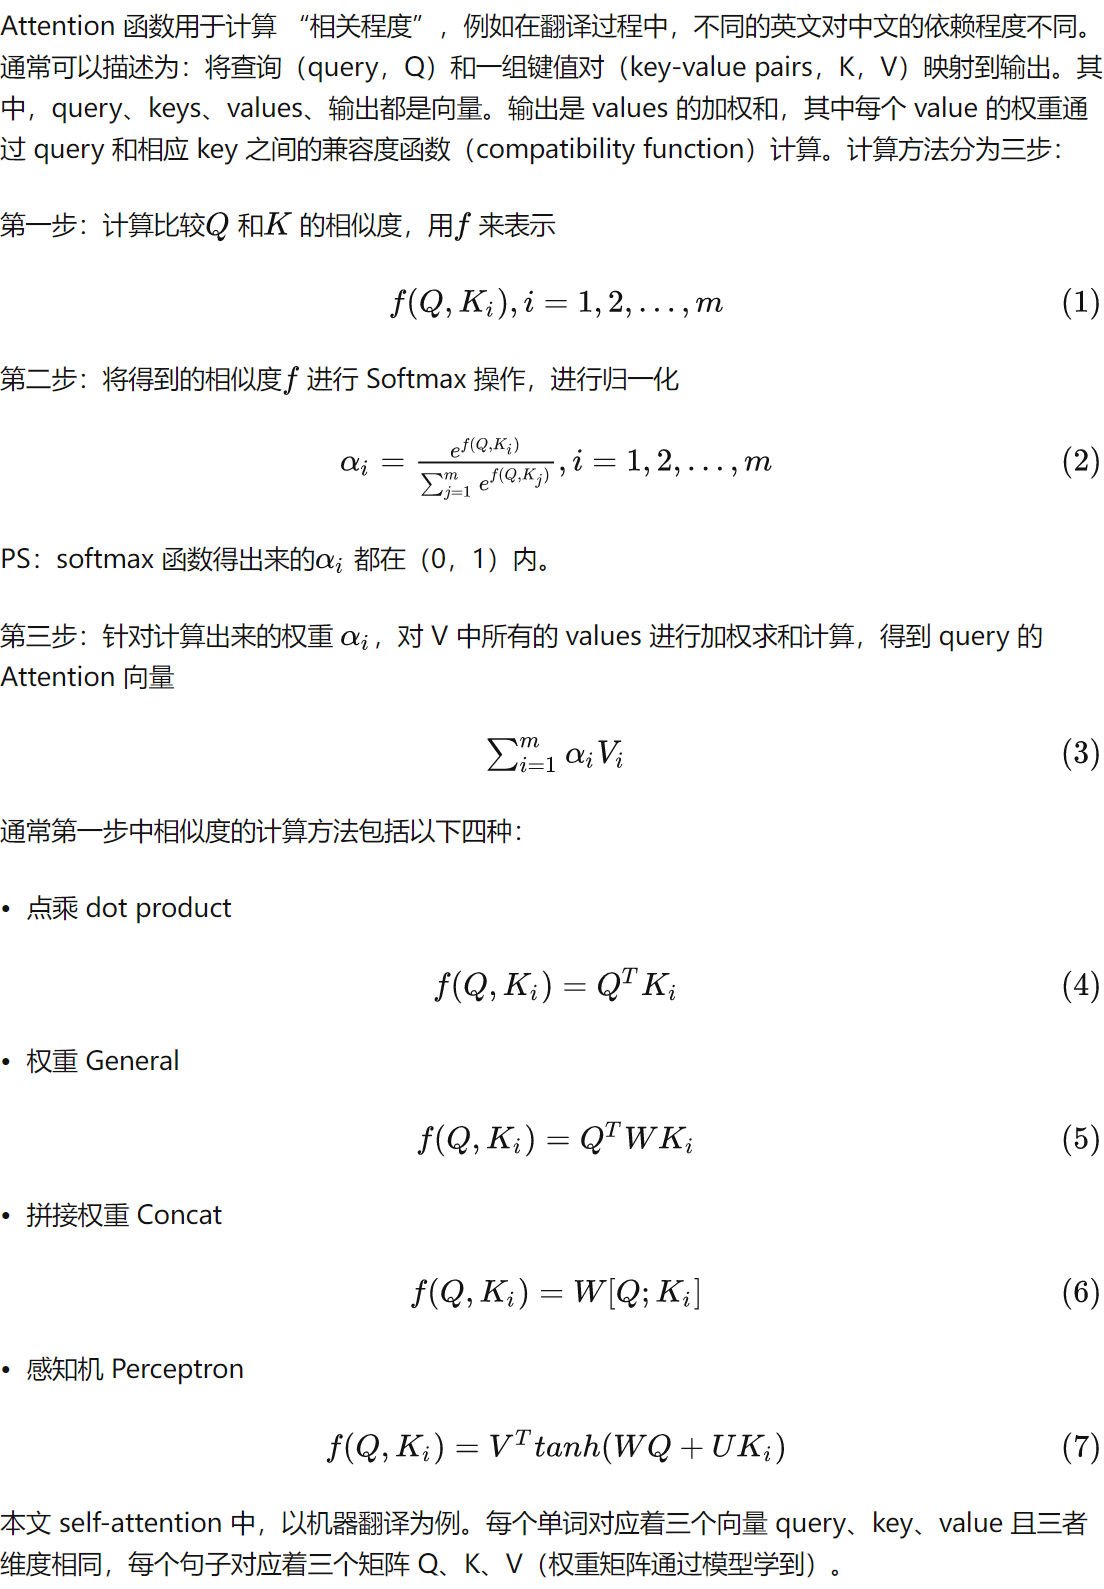 Attention 函数用于计算 “相关程度”，例如在翻译过程中，不同的英文对中文的依赖程度不同。
通常可以描述为：将查询（query，Q）和一组键值对（key-value pairs，K，V）映射到输出。其
中，query、keys、values、输出都是向量。输出是 values 的加权和，其中每个 value 的权重通
过 query 和相应 key 之间的兼容度函数（compatibility function）计算。计算方法分为三步：
第一步：计算比较Q 和K 的相似度，用f 来表示
f(Q, K_i), i = 1, 2, . . . , m (1)
第二步：将得到的相似度f 进行 Softmax 操作，进行归一化
α_i = \frac{e^{f(Q,K_i)}}{\sum_{j=1}^{m} e^{f(Q,K_j)}}, i = 1, 2, . . . , m (2)
PS：softmax 函数得出来的α_i 都在（0，1）内。
第三步：针对计算出来的权重 α_i，对 V 中所有的 values 进行加权求和计算，得到 query 的
Attention 向量
\sum_{i=1}^{m} α_i V_i (3)
通常第一步中相似度的计算方法包括以下四种：
• 点乘 dot product
f(Q, K_i) = Q^T K_i (4)
• 权重 General
f(Q, K_i) = Q^T W K_i (5)
• 拼接权重 Concat
f(Q, K_i) = W[Q; K_i] (6)
• 感知机 Perceptron
f(Q, K_i) = V^T tanh(WQ + UK_i) (7)
本文 self-attention 中，以机器翻译为例。每个单词对应着三个向量 query、key、value 且三者
维度相同，每个句子对应着三个矩阵 Q、K、V（权重矩阵通过模型学到）。